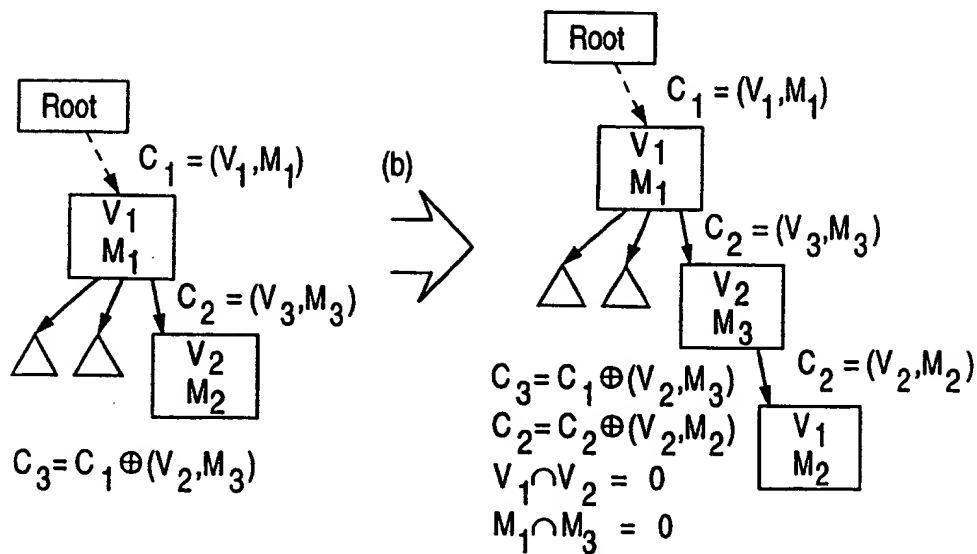 Root
C₁ = (V₁,M₁)
V₁
M₁
C₂ = (V₃,M₃)
V₂
M₂
C₃= C₁ ⊕(V₂,M₃)
(b)
Root
C₁ = (V₁,M₁)
V₁
M₁
C₂ = (V₃,M₃)
V₂
M₃
C₂ = (V₂,M₂)
V₁
M₂
C₃= C₁ ⊕(V₂,M₃)
C₂= C₂ ⊕(V₂,M₂)
V₁∩V₂ = 0
M₁∩M₃ = 0